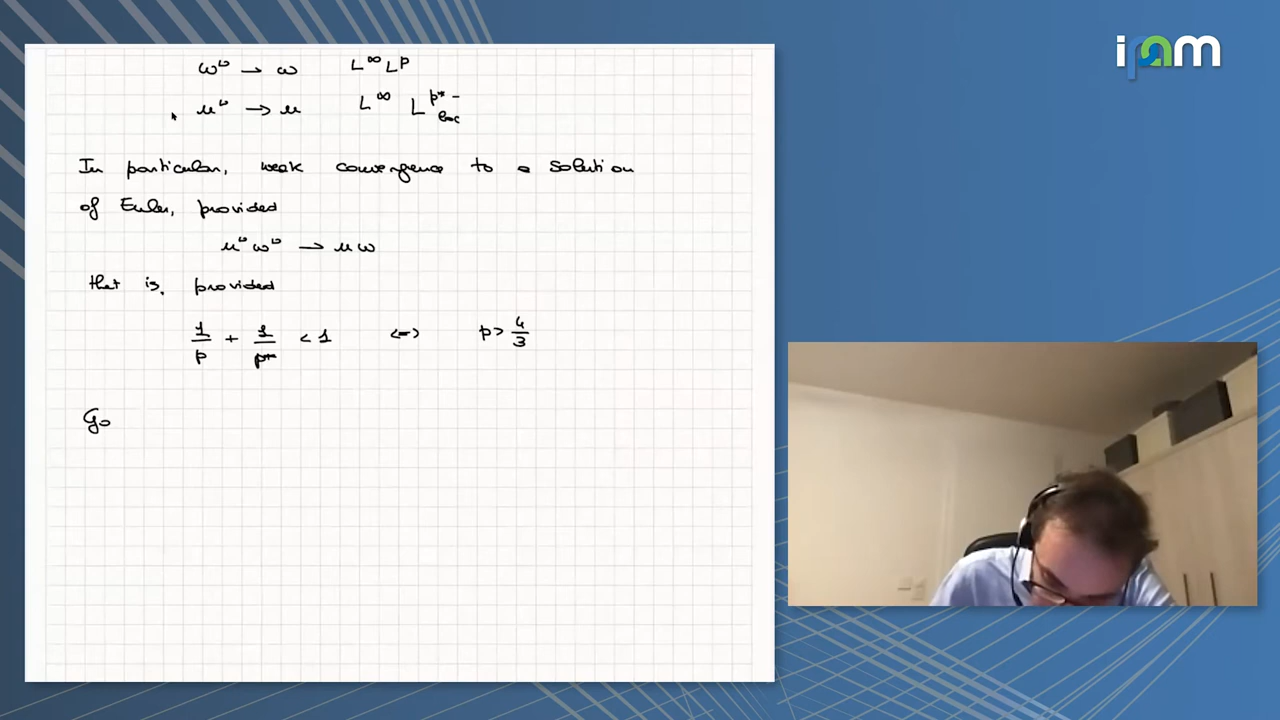 ipam
ω^ν → ω L^∞ L^p
u^ν → u L^∞ L^{p*-}_{loc}
In particular, weak convergence to a solution
of Euler, provided
u^ν ω^ν → u ω
that is, provided
1/p + 1/p* < 1 <=> p > 4/3
Go